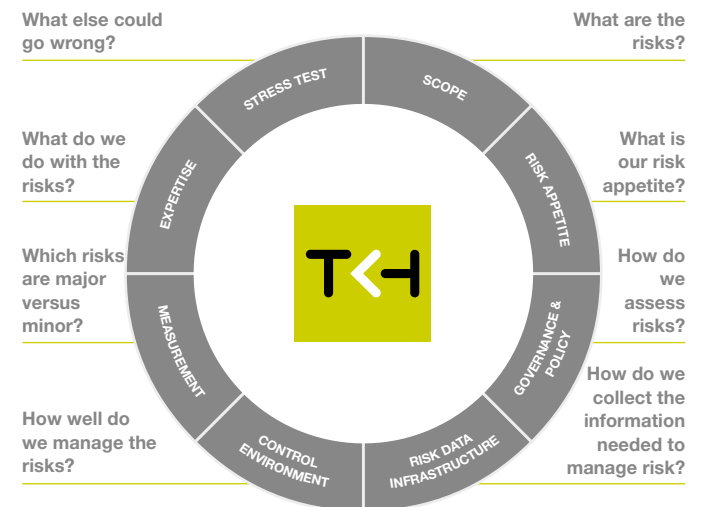 What else could
go wrong?
What are the
risks?
STRESS TEST
SCOPE
What do we
do with the
risks?
What is
our risk
appetite?
EXPERTISE
RISK APPETITE
TKH
Which risks
are major
versus
minor?
How do
we
assess
risks?
MEASUREMENT
GOVERNANCE &
POLICY
How well do
we manage the
risks?
How do we
collect the
information
needed to
manage risk?
CONTROL
ENVIRONMENT
RISK DATA
INFRASTRUCTURE